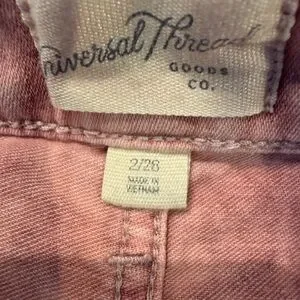 Universal Thread
GOODS
CO.
2/26
MADE IN
VIETNAM